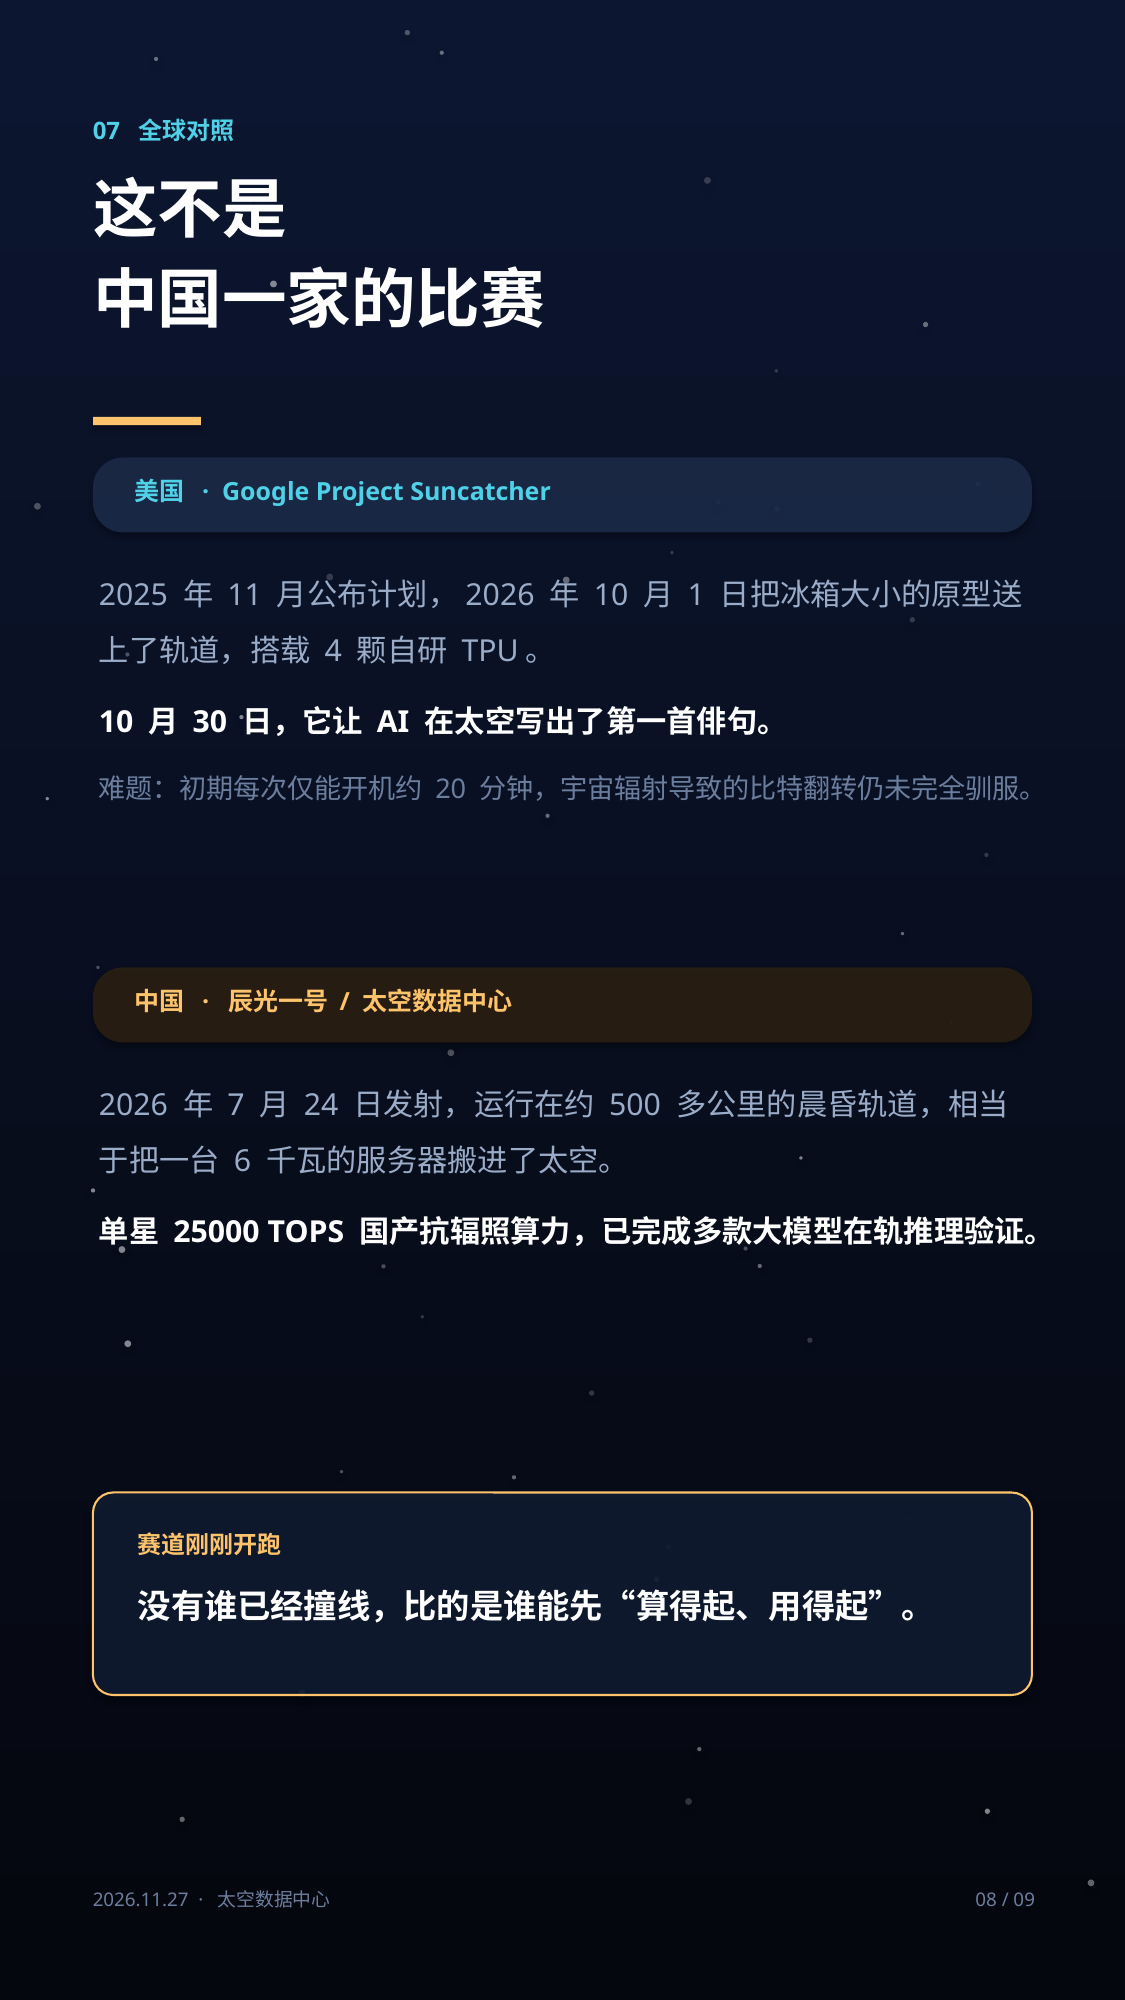 07 全球对照
这不是
中国一家的比赛
美国 · Google Project Suncatcher
2025 年 11 月公布计划，2026 年 10 月 1 日把冰箱大小的原型送
上了轨道，搭载 4 颗自研 TPU。
10 月 30 日，它让 AI 在太空写出了第一首俳句。
难题：初期每次仅能开机约 20 分钟，宇宙辐射导致的比特翻转仍未完全驯服。
中国 · 辰光一号 / 太空数据中心
2026 年 7 月 24 日发射，运行在约 500 多公里的晨昏轨道，相当
于把一台 6 千瓦的服务器搬进了太空。
单星 25000 TOPS 国产抗辐照算力，已完成多款大模型在轨推理验证。
赛道刚刚开跑
没有谁已经撞线，比的是谁能先“算得起、用得起”。
2026.11.27 · 太空数据中心
08 / 09